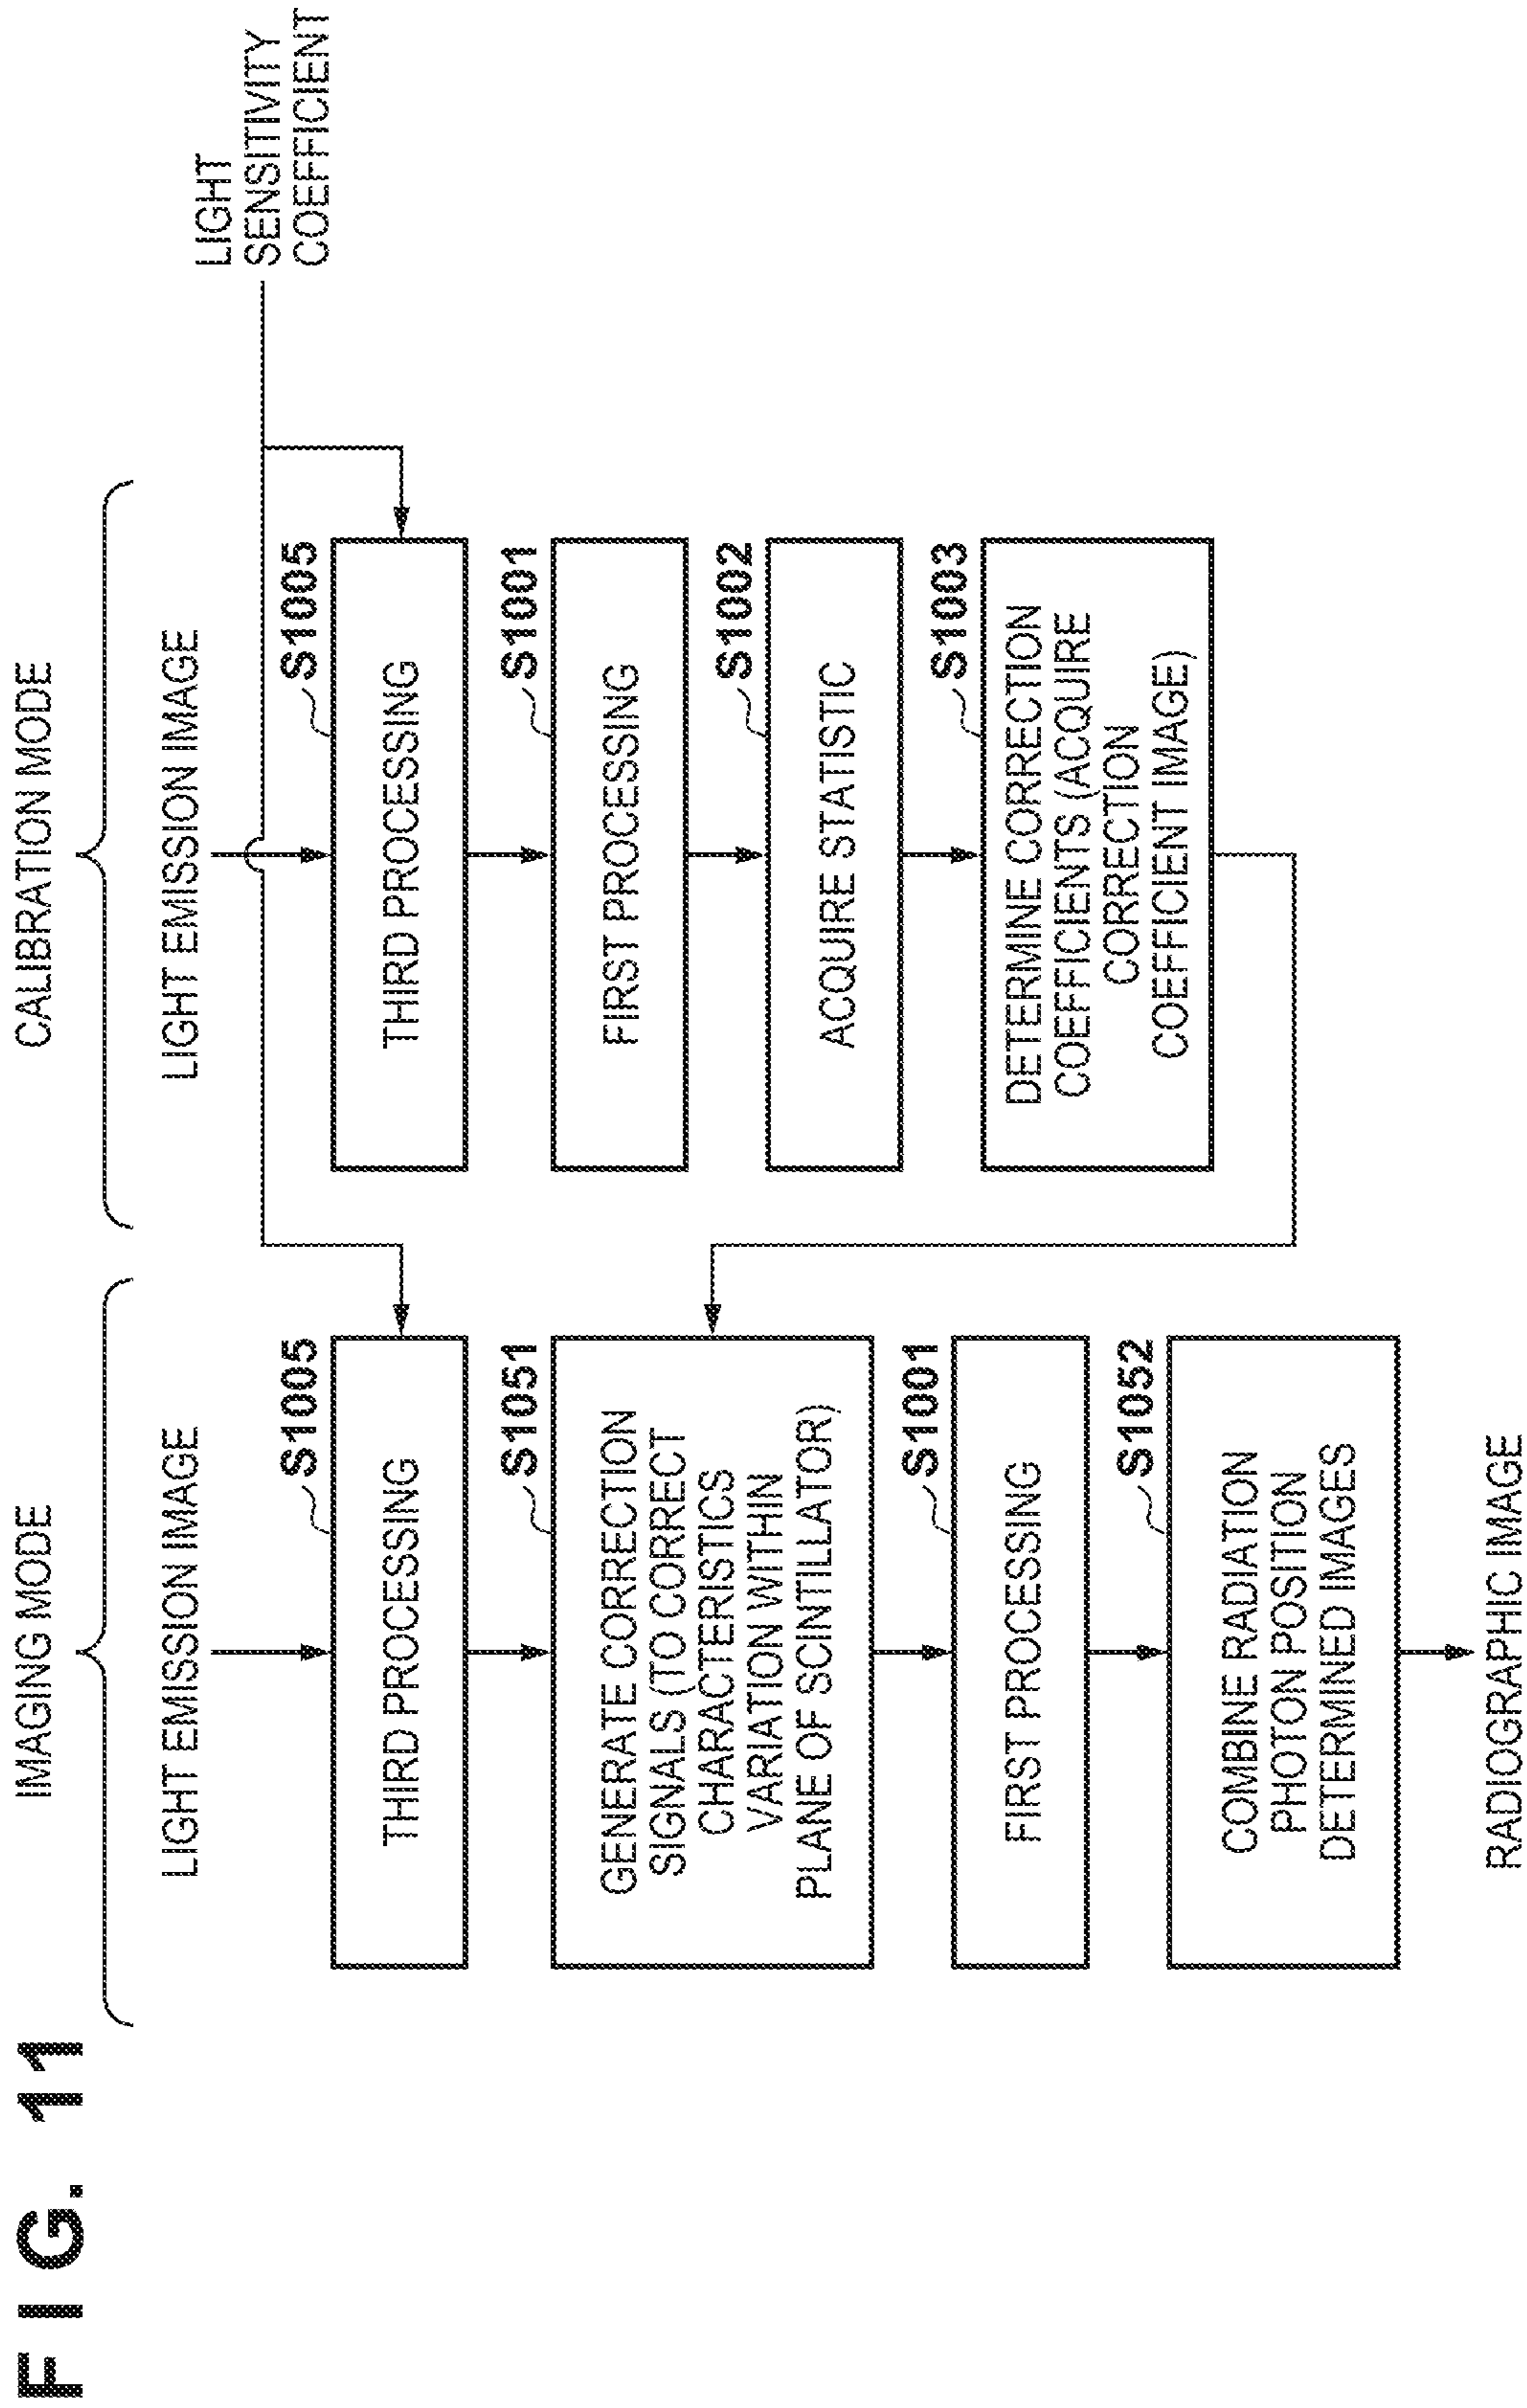 FIG. 11
IMAGING MODE
LIGHT EMISSION IMAGE
S1005
THIRD PROCESSING
S1051
GENERATE CORRECTION
SIGNALS (TO CORRECT
CHARACTERISTICS
VARIATION WITHIN
PLANE OF SCINTILLATOR)
S1001
FIRST PROCESSING
S1052
COMBINE RADIATION
PHOTON POSITION
DETERMINED IMAGES
RADIOGRAPHIC IMAGE
CALIBRATION MODE
LIGHT EMISSION IMAGE
S1005
THIRD PROCESSING
S1001
FIRST PROCESSING
S1002
ACQUIRE STATISTIC
S1003
DETERMINE CORRECTION
COEFFICIENTS (ACQUIRE
CORRECTION
COEFFICIENT IMAGE)
LIGHT
SENSITIVITY
COEFFICIENT